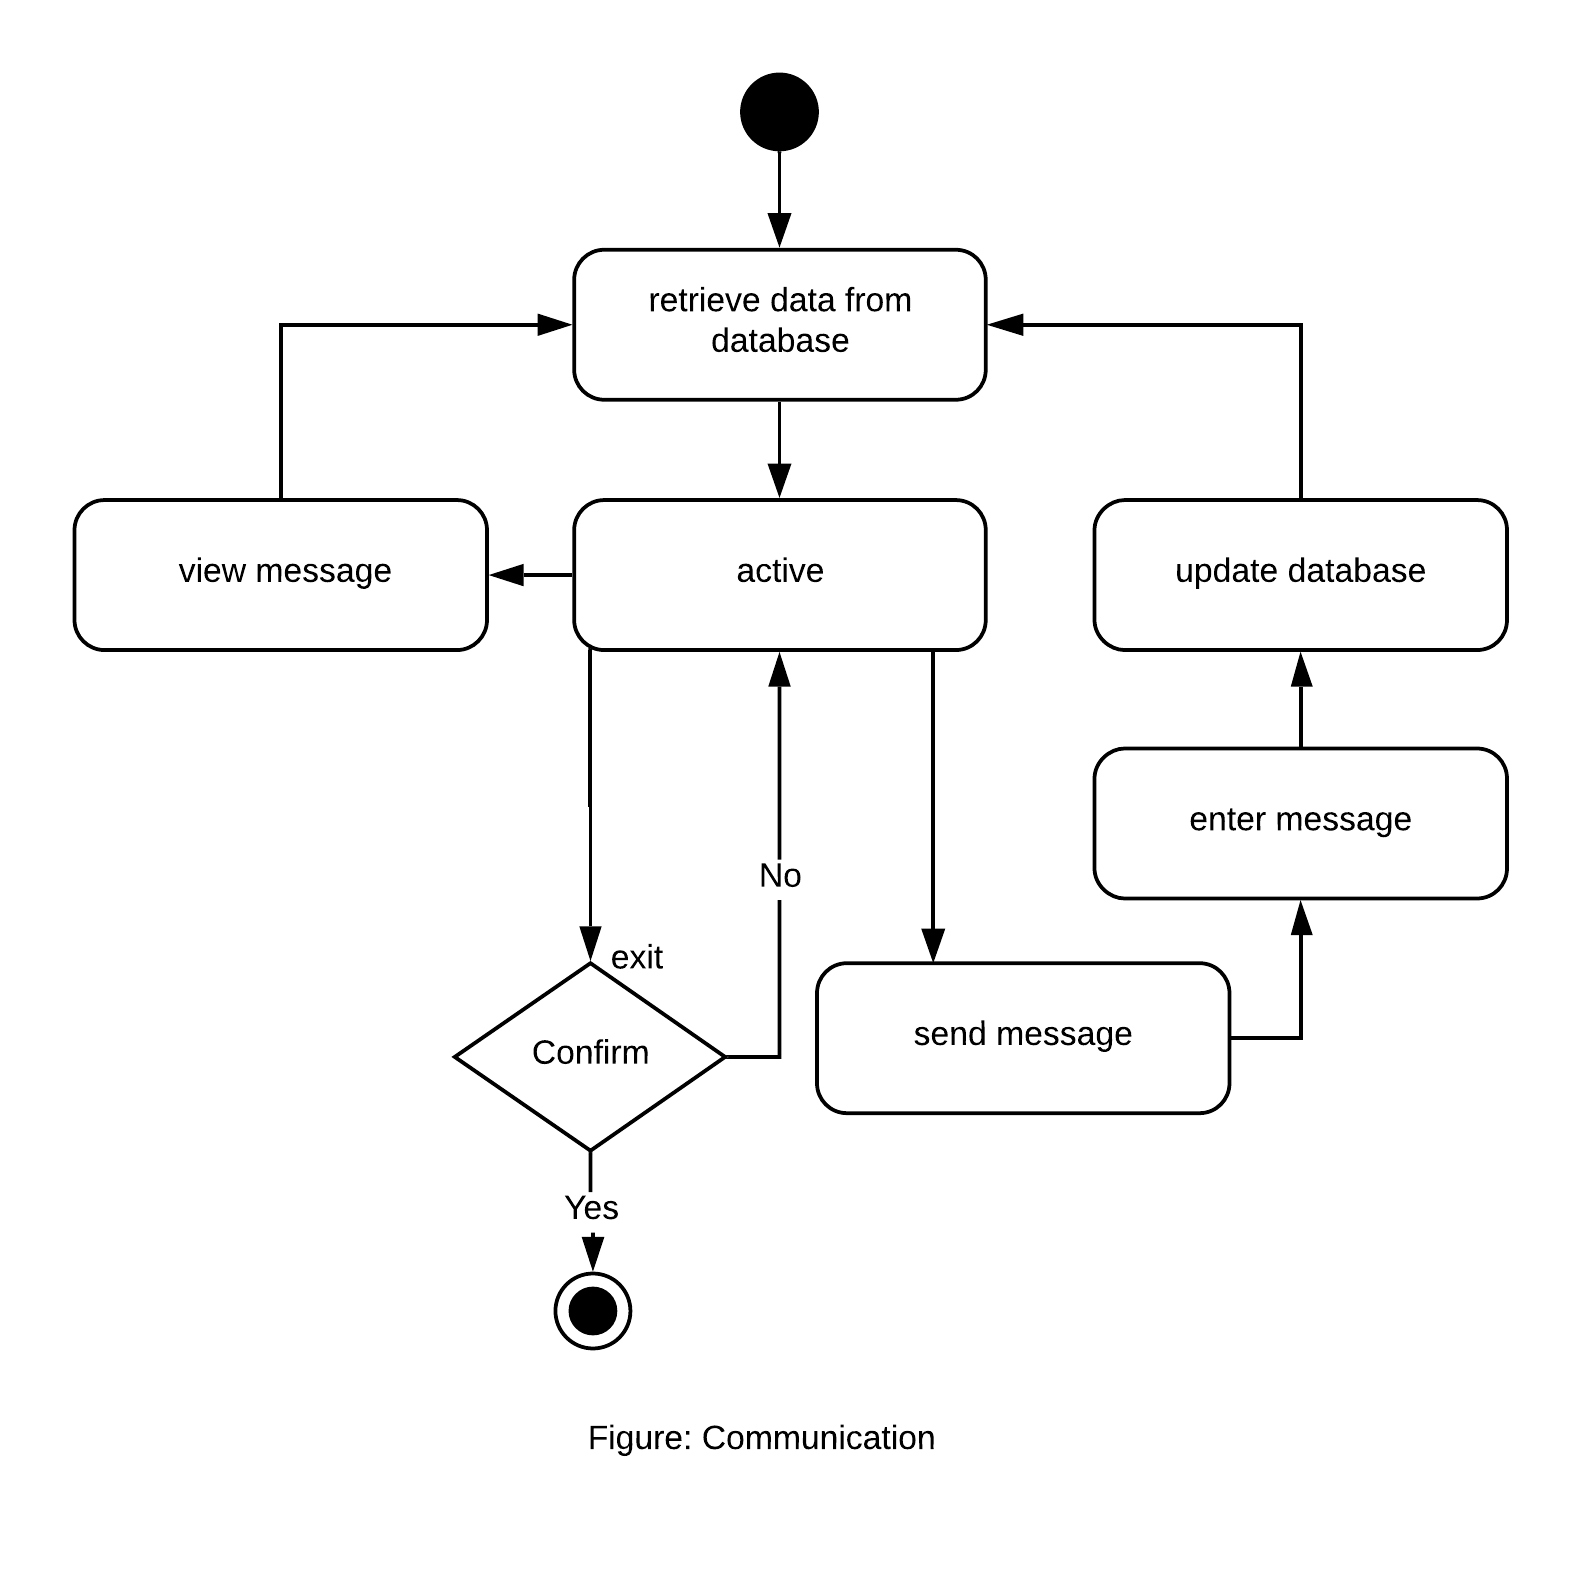 retrieve data from
database
view message
active
update database
enter message
No
exit
send message
Confirm
Yes
Figure: Communication